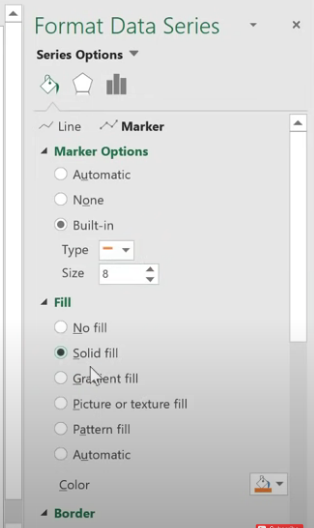 Format Data Series
Series Options
Line Marker
Marker Options
Automatic
None
Built-in
Type
Size 8
Fill
No fill
Solid fill
Gradient fill
Picture or texture fill
Pattern fill
Automatic
Color
Border